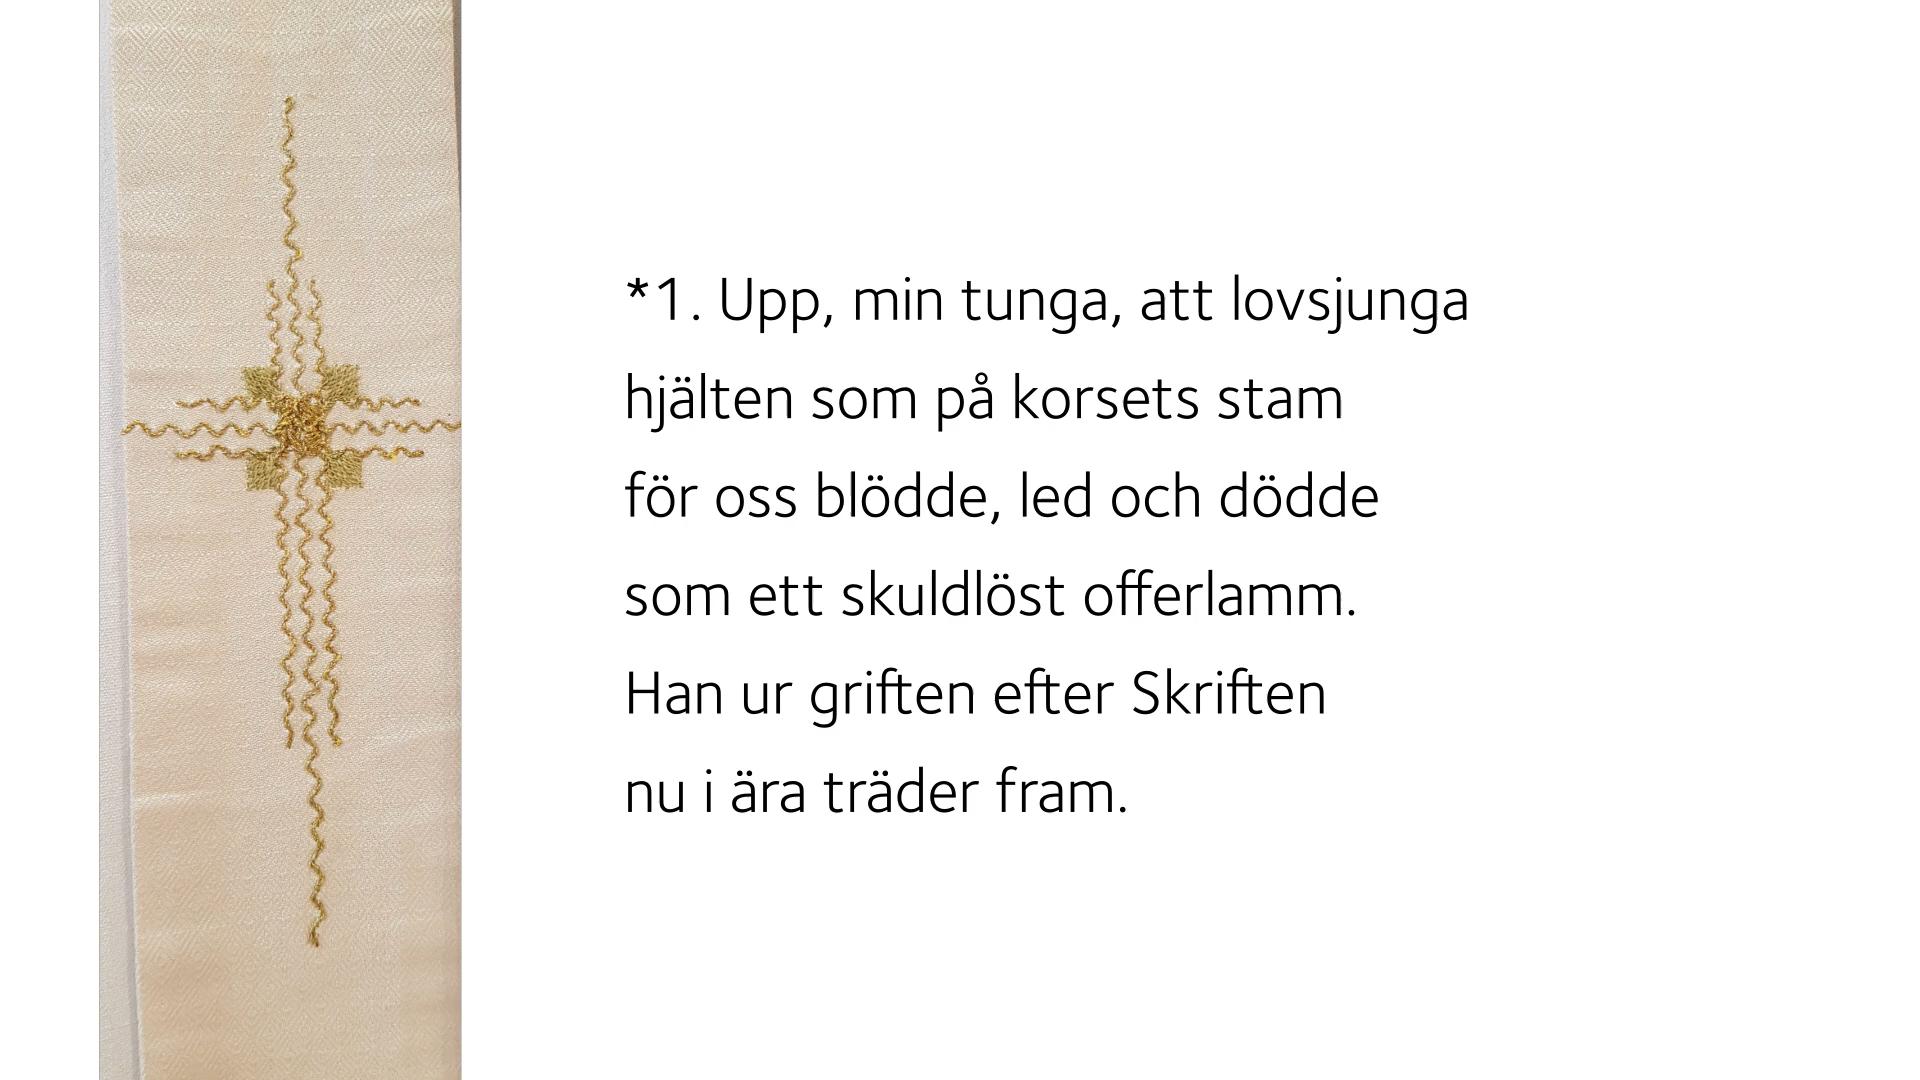 *1. Upp, min tunga, att lovsjunga
hjälten som på korsets stam
för oss blödde, led och dödde
som ett skuldlöst offerlamm.
Han ur griften efter Skriften
nu i ära träder fram.